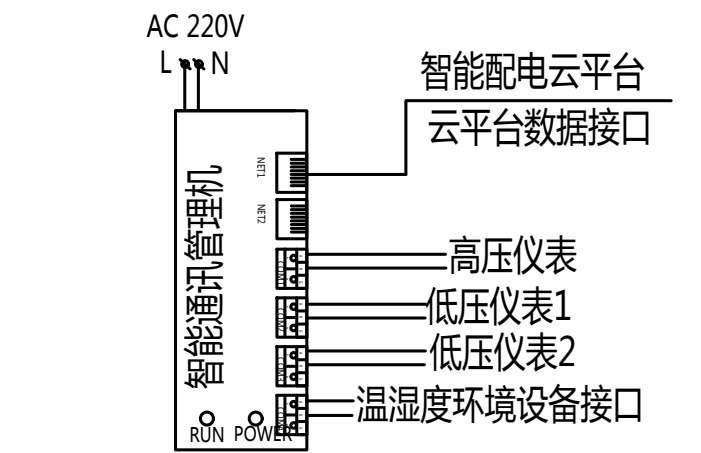 AC 220V
L N
智能配电云平台
云平台数据接口
NET1
NET2
智能通讯管理机
高压仪表
低压仪表1
低压仪表2
温湿度环境设备接口
RUN POWER